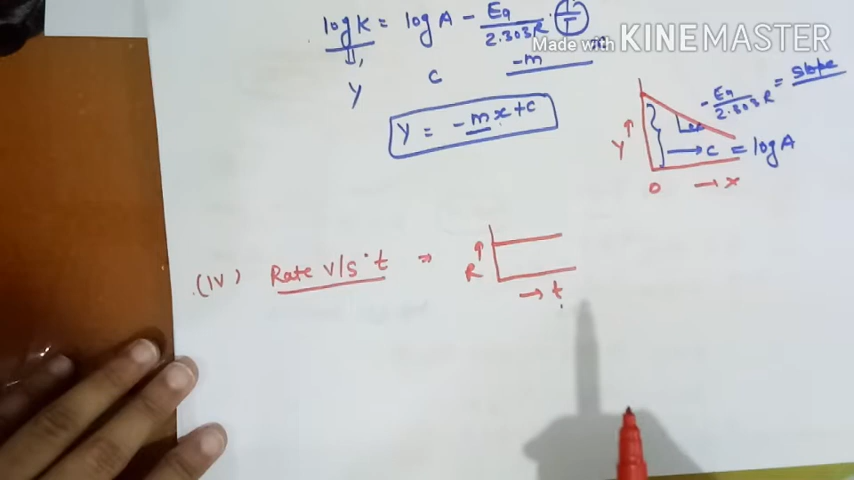 log K = log A - Ea/2.303R · 1/T
Made with KINEMASTER
y c -m x
y = -mx+c
-Ea/2.303R = slope
y → c = log A
0 → x
(IV) Rate v/s t ⇒ R
→ t